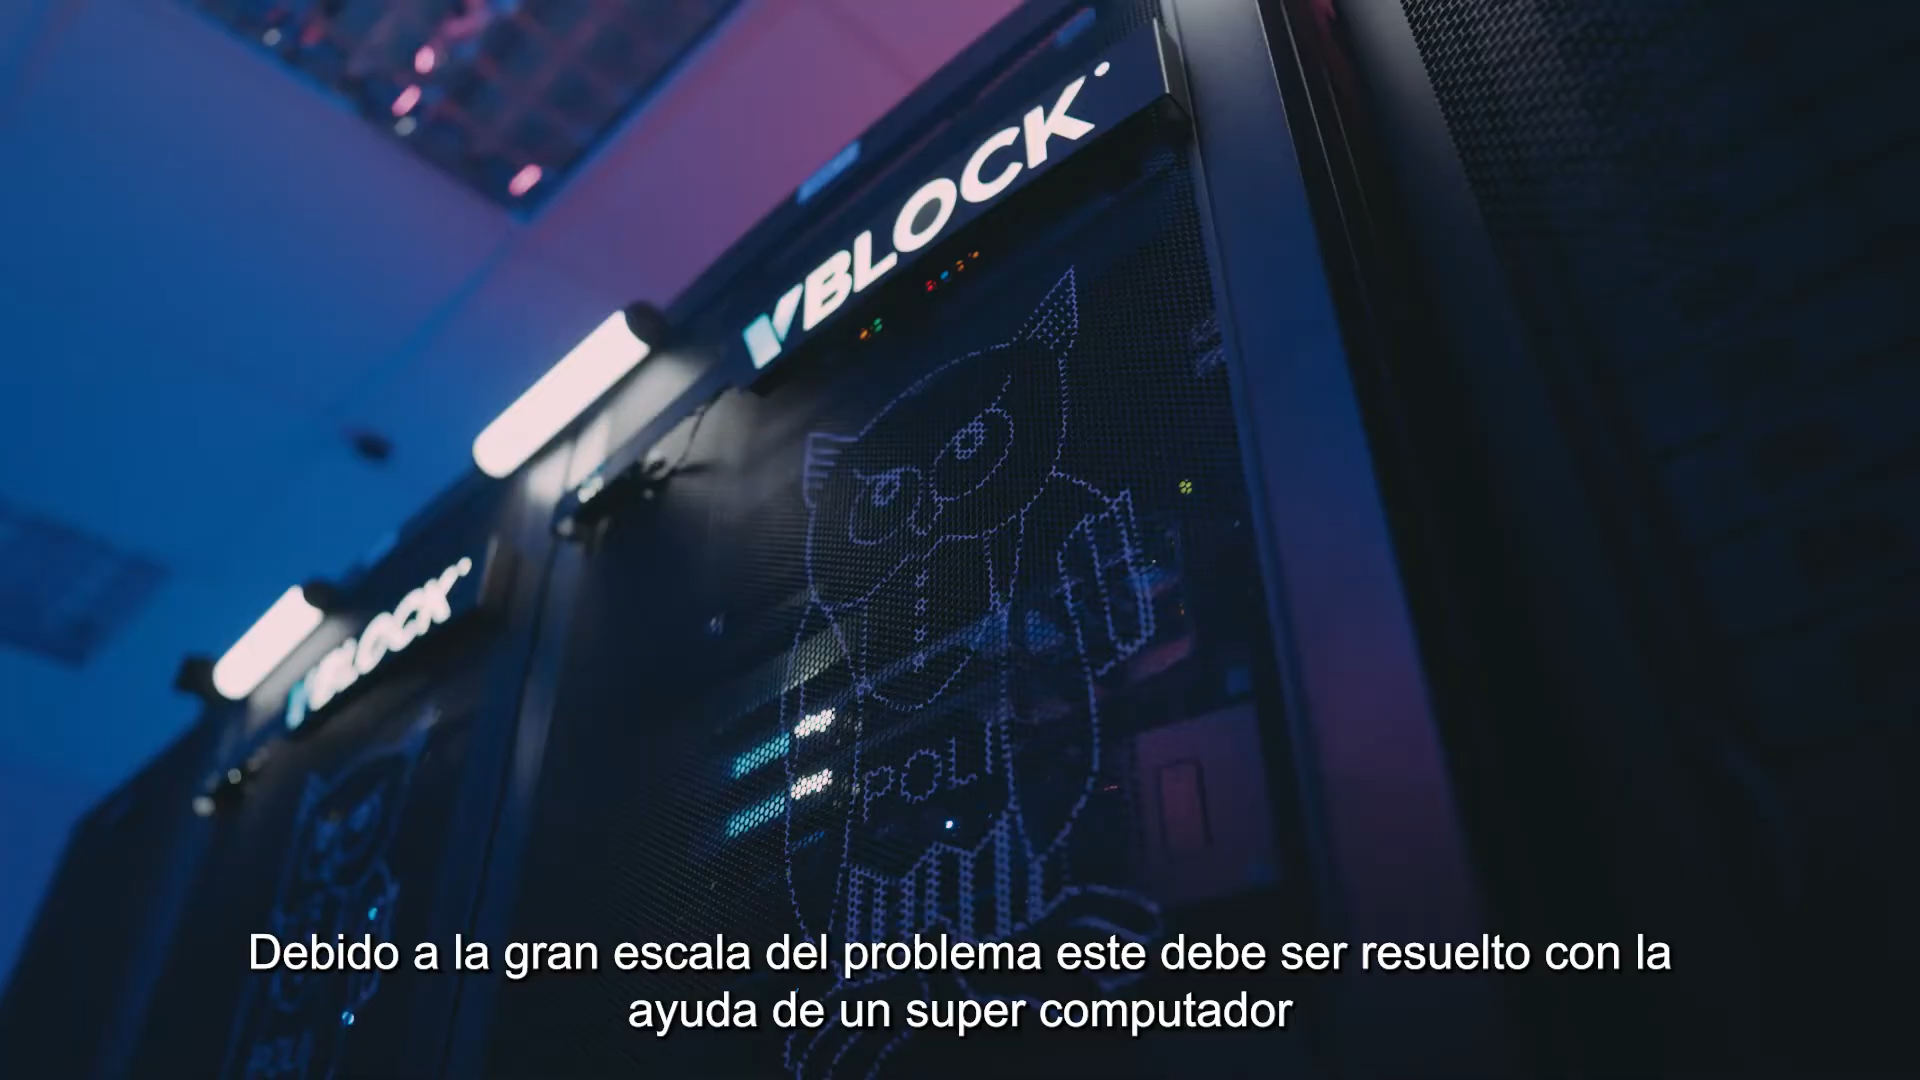 VBLOCK
VBLOCK
POLI
Debido a la gran escala del problema este debe ser resuelto con la
ayuda de un super computador